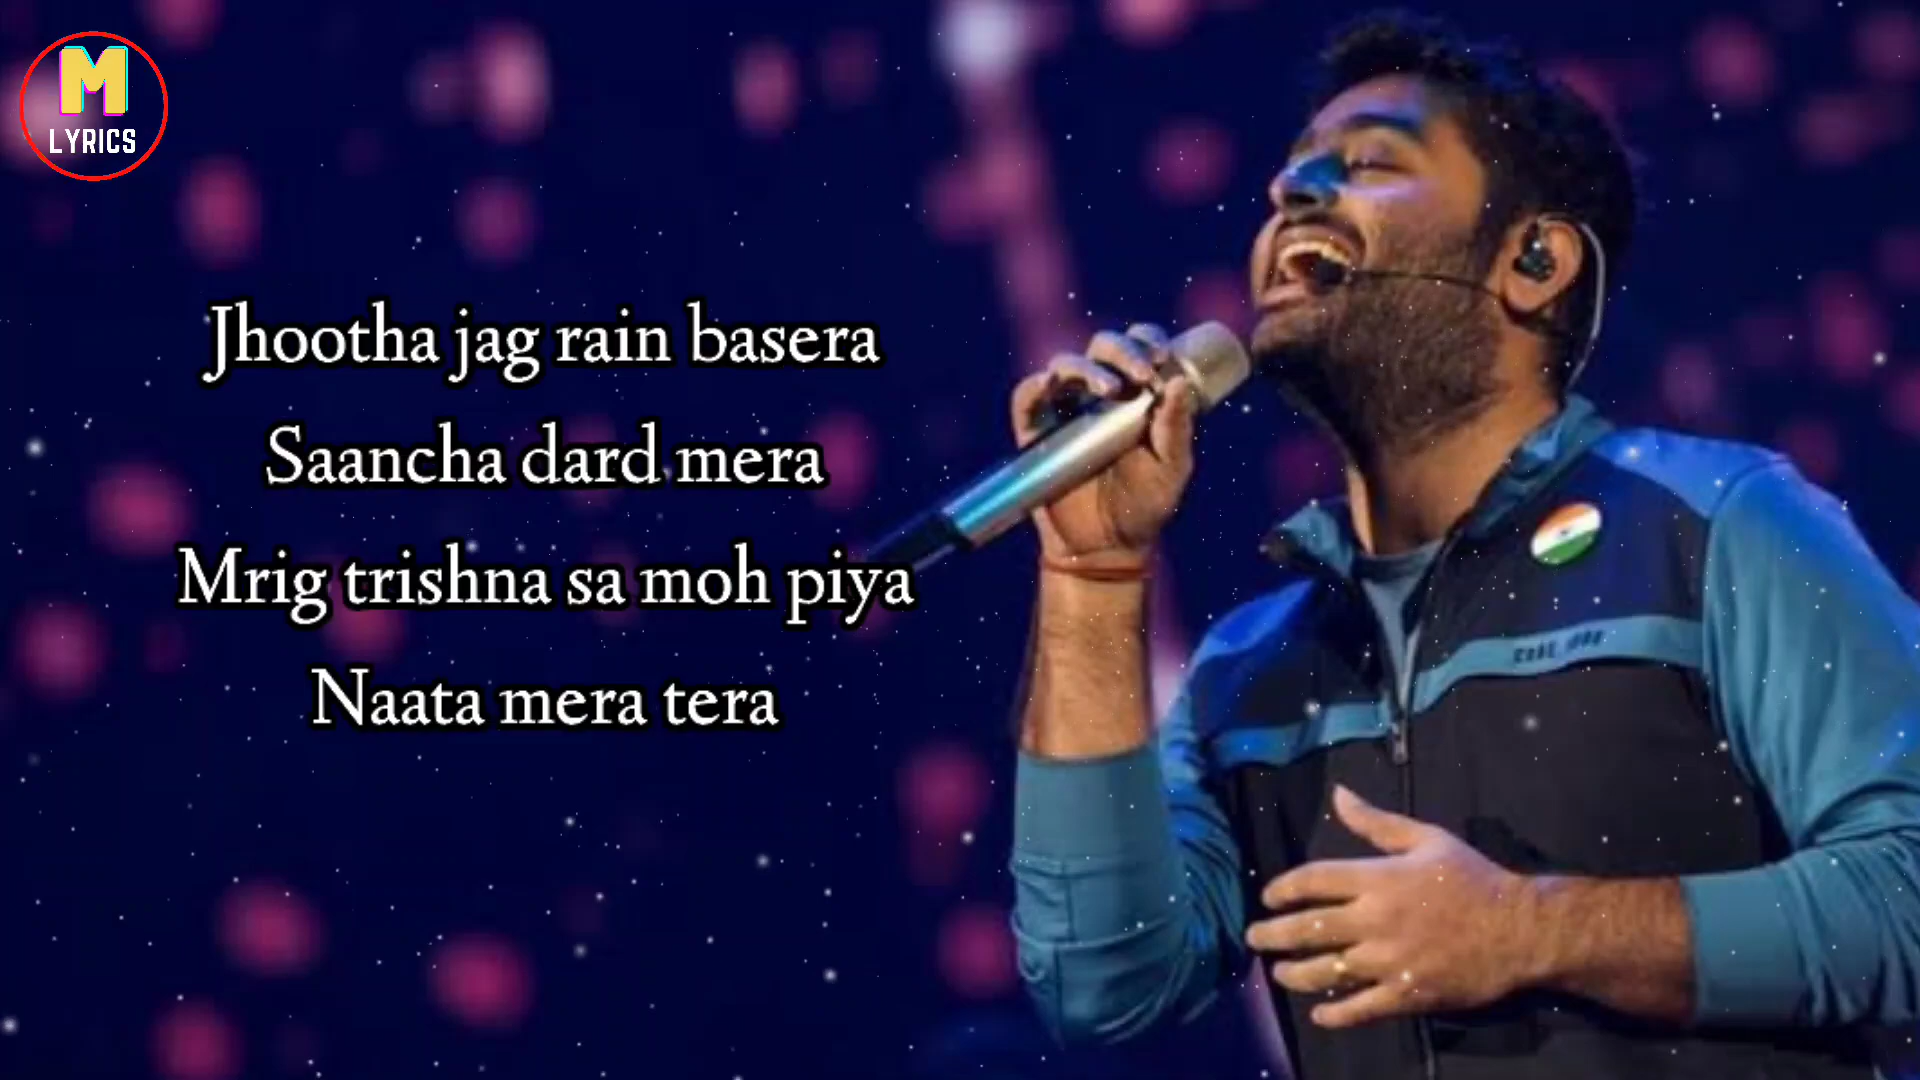 M
LYRICS
Jhootha jag rain basera
Saancha dard mera
Mrig trishna sa moh piya
Naata mera tera